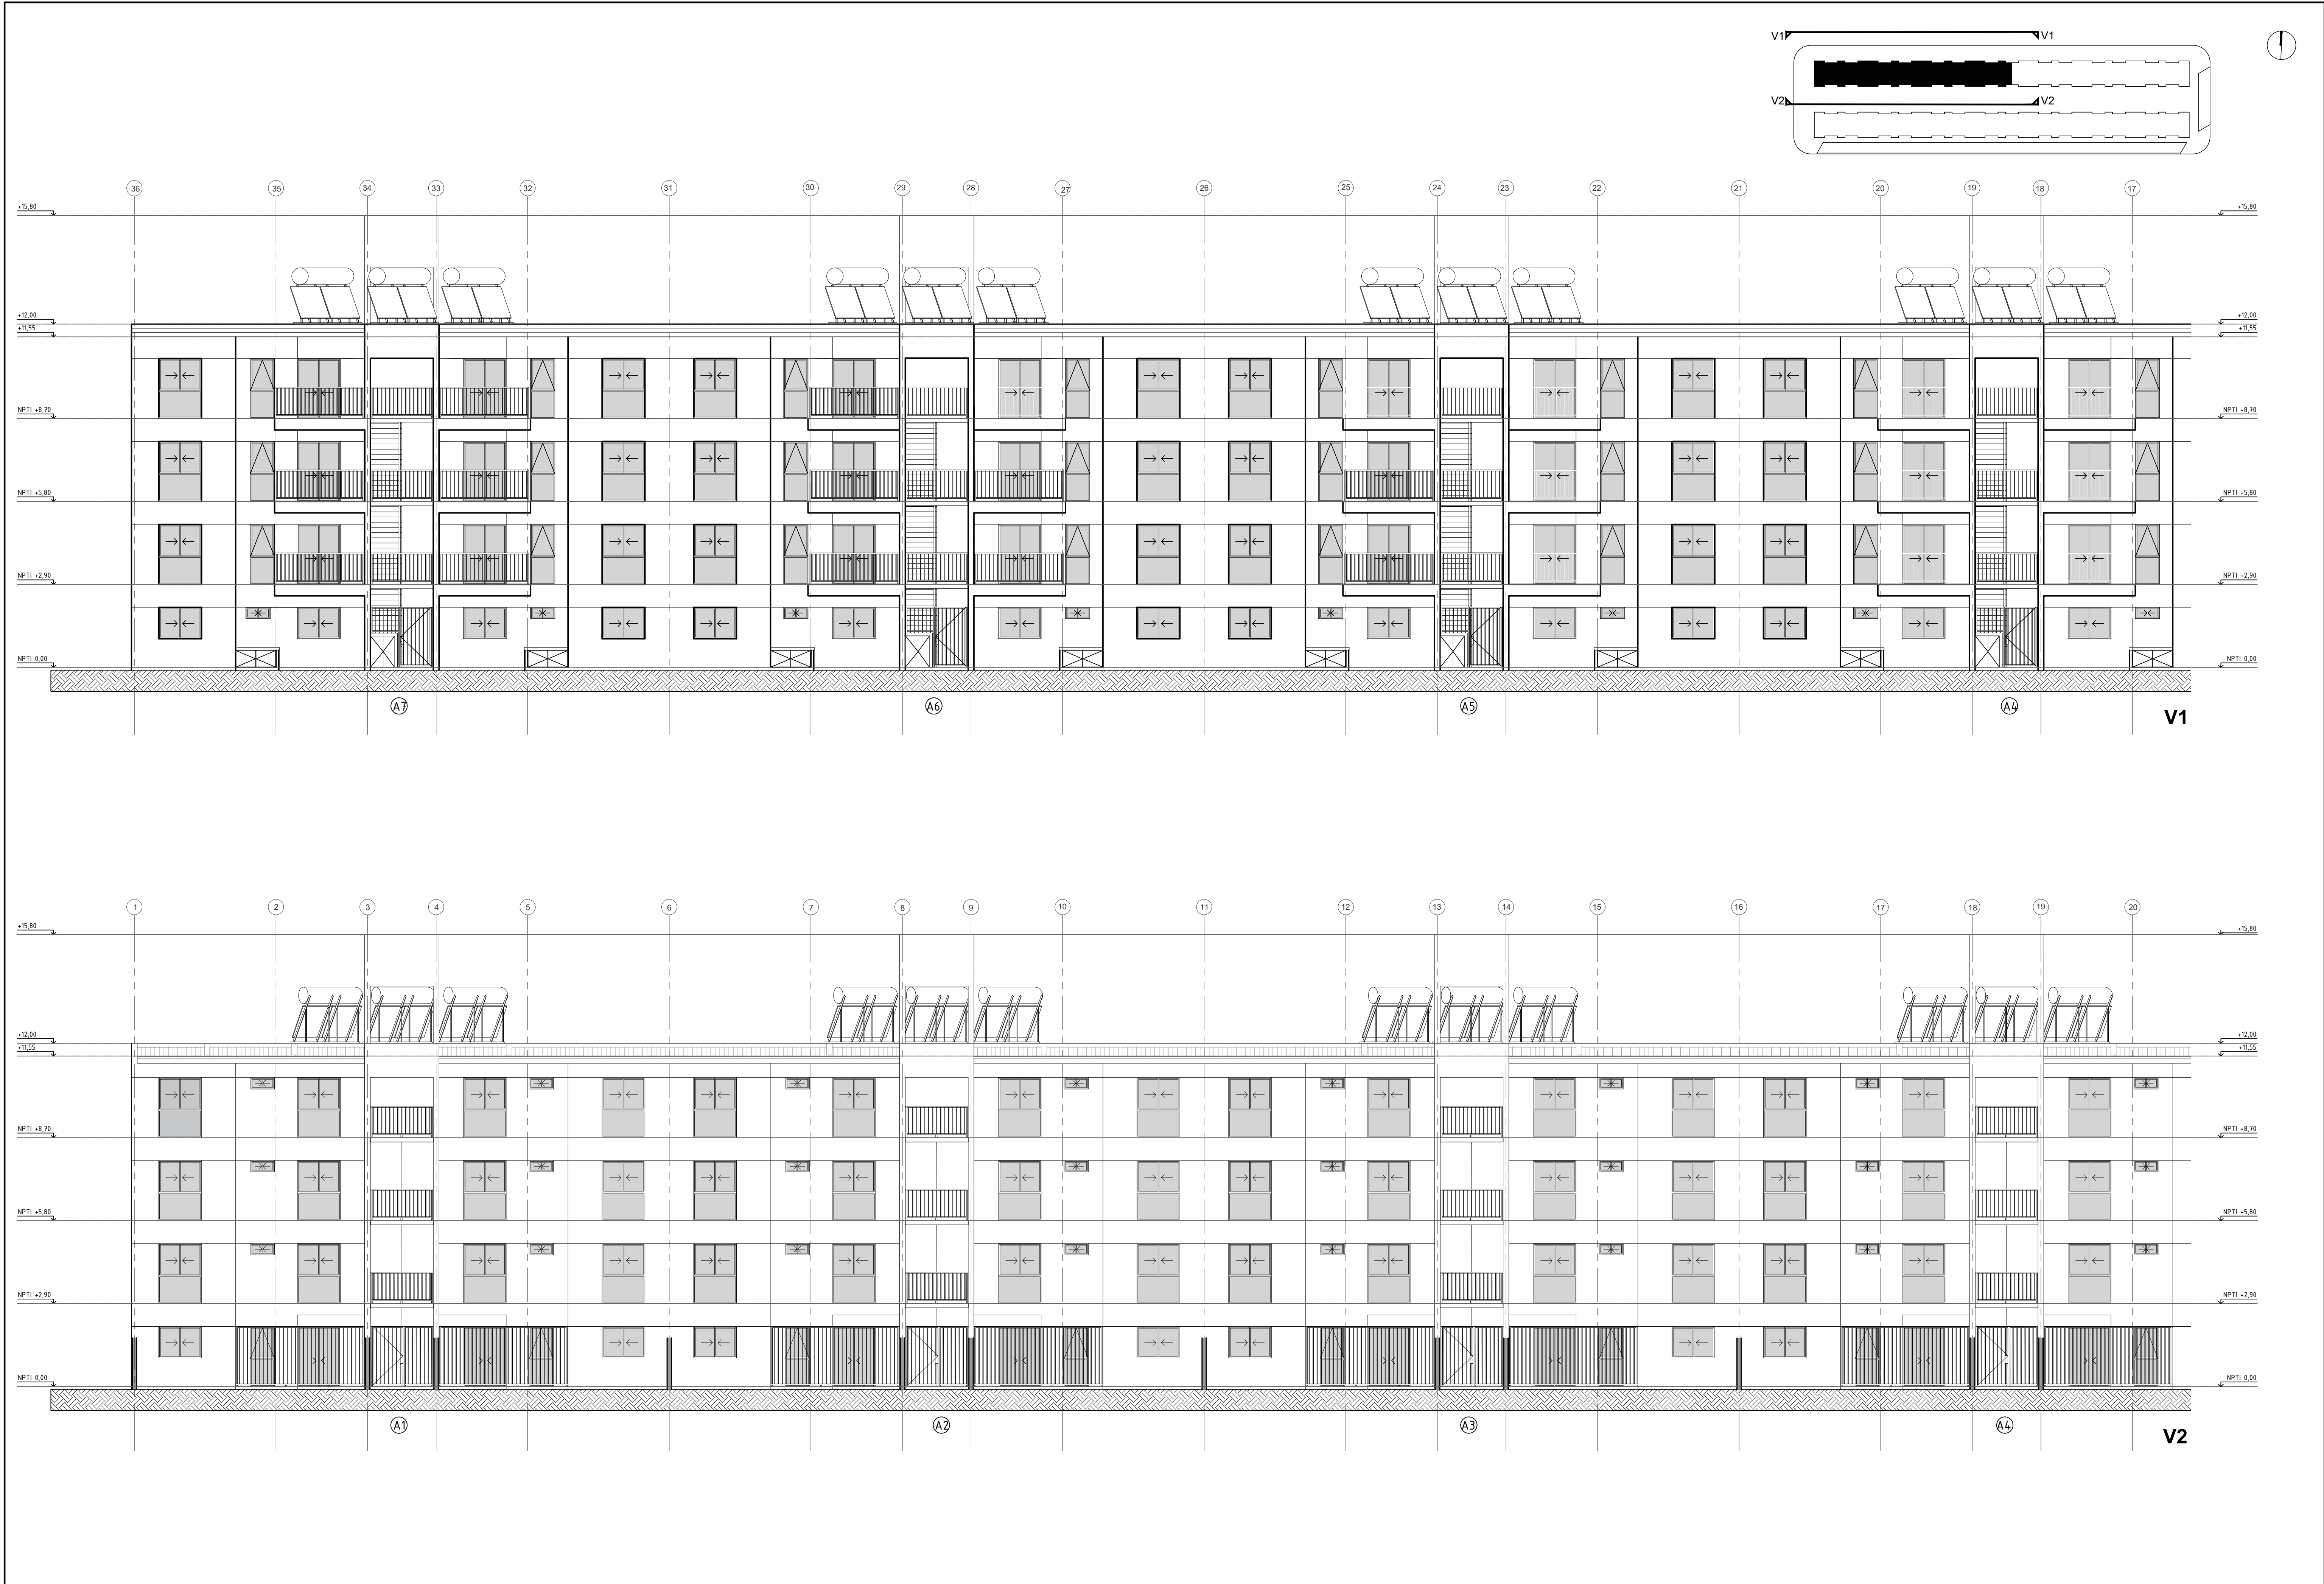 V1 V1
V2 V2
36 35 34 33 32 31 30 29 28 27 26 25 24 23 22 21 20 19 18 17
+15,80 +15,80
+12,00 +12,00
+11,55 +11,55
NPTI +8,70 NPTI +8,70
NPTI +5,80 NPTI +5,80
NPTI +2,90 NPTI +2,90
NPTI 0,00 NPTI 0,00
A7 A6 A5 A4
V1
1 2 3 4 5 6 7 8 9 10 11 12 13 14 15 16 17 18 19 20
+15,80 +15,80
+12,00 +12,00
+11,55 +11,55
NPTI +8,70 NPTI +8,70
NPTI +5,80 NPTI +5,80
NPTI +2,90 NPTI +2,90
NPTI 0,00 NPTI 0,00
A1 A2 A3 A4
V2